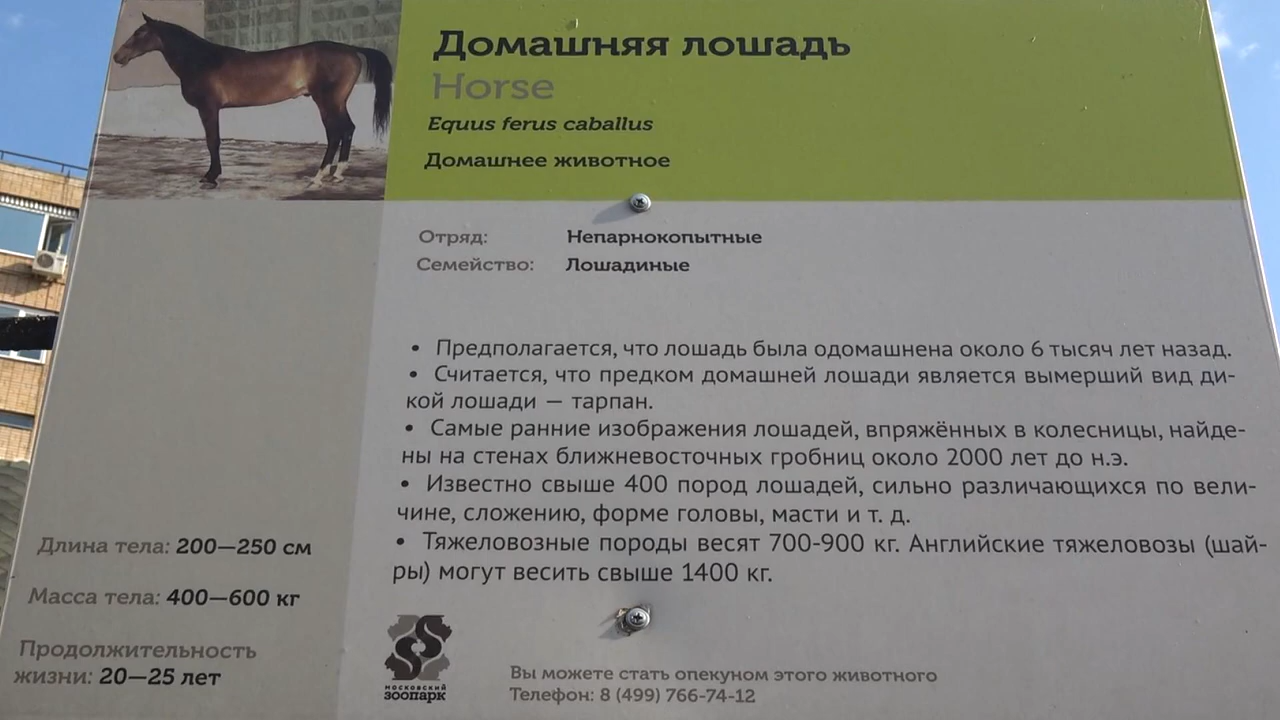 Домашняя лошадь
Horse
Equus ferus caballus
Домашнее животное
Отряд: Непарнокопытные
Семейство: Лошадиные
• Предполагается, что лошадь была одомашнена около 6 тысяч лет назад.
• Считается, что предком домашней лошади является вымерший вид ди-
кой лошади — тарпан.
• Самые ранние изображения лошадей, впряжённых в колесницы, найде-
ны на стенах ближневосточных гробниц около 2000 лет до н.э.
• Известно свыше 400 пород лошадей, сильно различающихся по вели-
чине, сложению, форме головы, масти и т. д.
• Тяжеловозные породы весят 700-900 кг. Английские тяжеловозы (шай-
ры) могут весить свыше 1400 кг.
Длина тела: 200—250 см
Масса тела: 400—600 кг
Продолжительность
жизни: 20—25 лет
московский
зоопарк
Вы можете стать опекуном этого животного
Телефон: 8 (499) 766-74-12